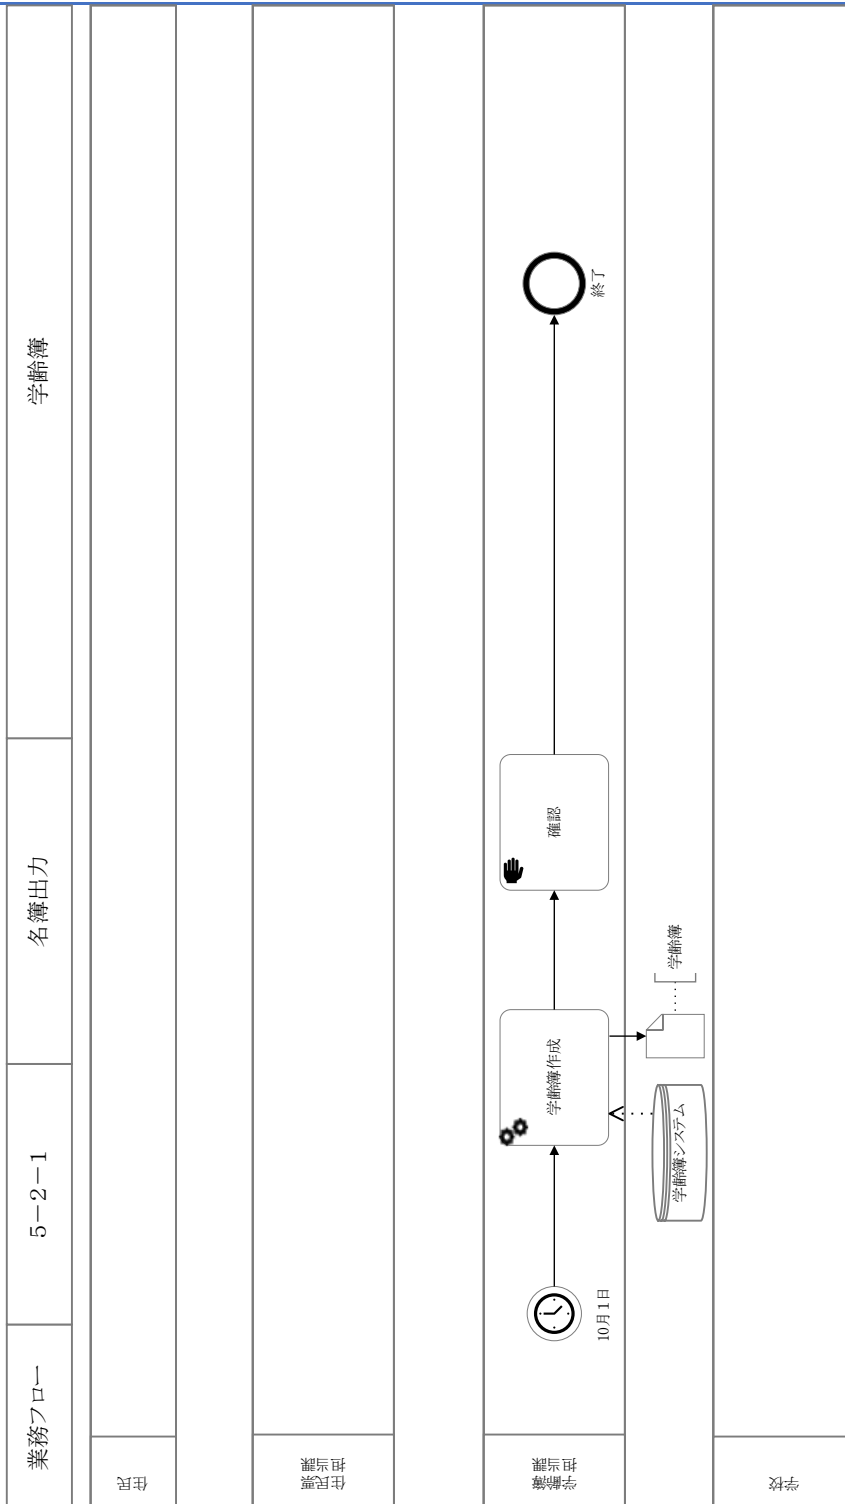 業務フロー
5－2－1
名簿出力
学齢簿
住民
住民票
担当課
学齢簿
担当課
10月1日
学齢簿作成
確認
終了
学齢簿システム
学齢簿
学校